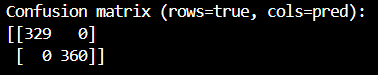 Confusion matrix (rows=true, cols=pred):
[[329   0]
 [  0 360]]